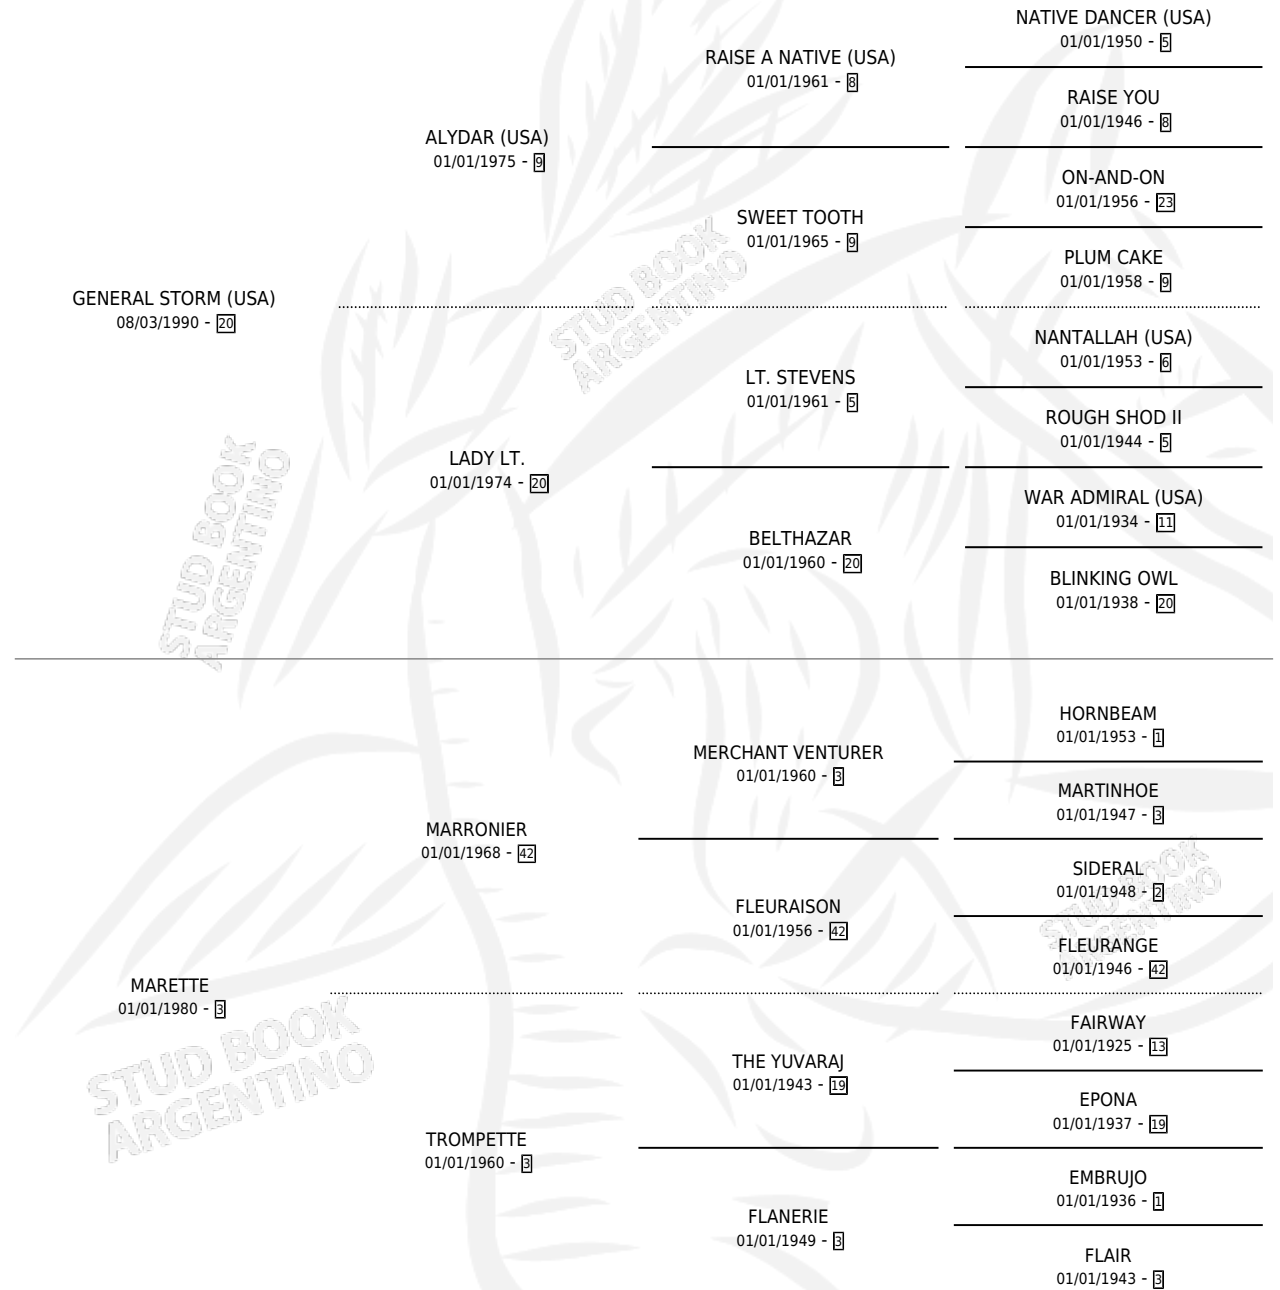 NATIVE DANCER (USA)
01/01/1950 - 5
RAISE A NATIVE (USA)
01/01/1961 - 8
RAISE YOU
01/01/1946 - 8
ALYDAR (USA)
01/01/1975 - 9
ON-AND-ON
01/01/1956 - 23
SWEET TOOTH
01/01/1965 - 9
PLUM CAKE
01/01/1958 - 9
GENERAL STORM (USA)
08/03/1990 - 20
NANTALLAH (USA)
01/01/1953 - 6
LT. STEVENS
01/01/1961 - 5
ROUGH SHOD II
01/01/1944 - 5
LADY LT.
01/01/1974 - 20
WAR ADMIRAL (USA)
01/01/1934 - 11
BELTHAZAR
01/01/1960 - 20
BLINKING OWL
01/01/1938 - 20
HORNBEAM
01/01/1953 - 1
MERCHANT VENTURER
01/01/1960 - 3
MARTINHOE
01/01/1947 - 3
MARRONIER
01/01/1968 - 42
SIDERAL
01/01/1948 - 2
FLEURAISON
01/01/1956 - 42
FLEURANGE
01/01/1946 - 42
MARETTE
01/01/1980 - 3
FAIRWAY
01/01/1925 - 13
THE YUVARAJ
01/01/1943 - 19
EPONA
01/01/1937 - 19
TROMPETTE
01/01/1960 - 3
EMBRUJO
01/01/1936 - 1
FLANERIE
01/01/1949 - 3
FLAIR
01/01/1943 - 3
STUD BOOK
ARGENTINO
STUD BOOK
ARGENTINO
STUD BOOK
ARGENTINO
STUD BOOK
ARGENTINO